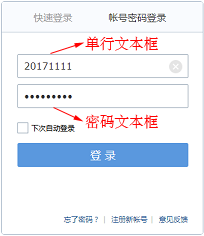 快速登录 帐号密码登录
单行文本框
20171111
•••••••••
密码文本框
下次自动登录
登 录
忘了密码？ | 注册新帐号 | 意见反馈